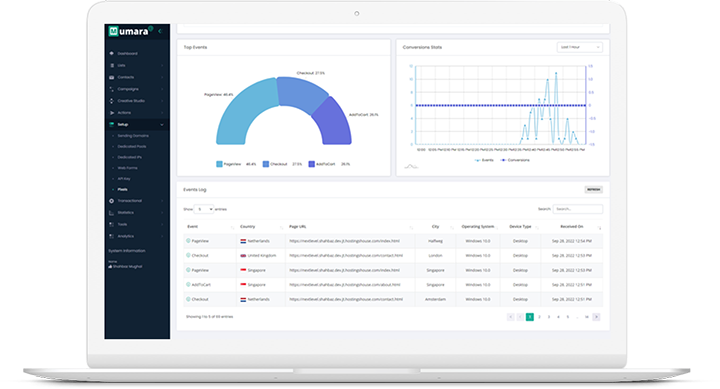 Mumara
Dashboard
Lists
Contacts
Campaigns
Creative Studio
Actions
Setup
Sending Domains
Dedicated Pools
Dedicated IPs
Web Forms
API Key
Pixels
Transactional
Statistics
Tools
Analytics
System Information
Shahbaz Mughal
Top Events
Checkout: 27.5%
PageView: 46.4%
AddToCart: 26.1%
PageView 46.4% Checkout 27.5% AddToCart 26.1%
Conversions Stats
Last 1 Hour
Events Conversions
Events Log
REFRESH
Show 5 entries
Search: Search...
Event Country Page URL City Operating System Device Type Received On
PageView Netherlands https://nextlevel.shahbaz.dev.jt.hostingshouse.com/index.html Halfweg Windows 10.0 Desktop Sep 28, 2022 12:54 PM
Checkout United Kingdom https://nextlevel.shahbaz.dev.jt.hostingshouse.com/contact.html London Windows 10.0 Desktop Sep 28, 2022 12:53 PM
PageView Singapore https://nextlevel.shahbaz.dev.jt.hostingshouse.com/index.html Singapore Windows 10.0 Desktop Sep 28, 2022 12:53 PM
AddToCart Singapore https://nextlevel.shahbaz.dev.jt.hostingshouse.com/about.html Singapore Windows 10.0 Desktop Sep 28, 2022 12:52 PM
Checkout Netherlands https://nextlevel.shahbaz.dev.jt.hostingshouse.com/contact.html Amsterdam Windows 10.0 Desktop Sep 28, 2022 12:51 PM
Showing 1 to 5 of 69 entries
1 2 3 4 5 ... 14